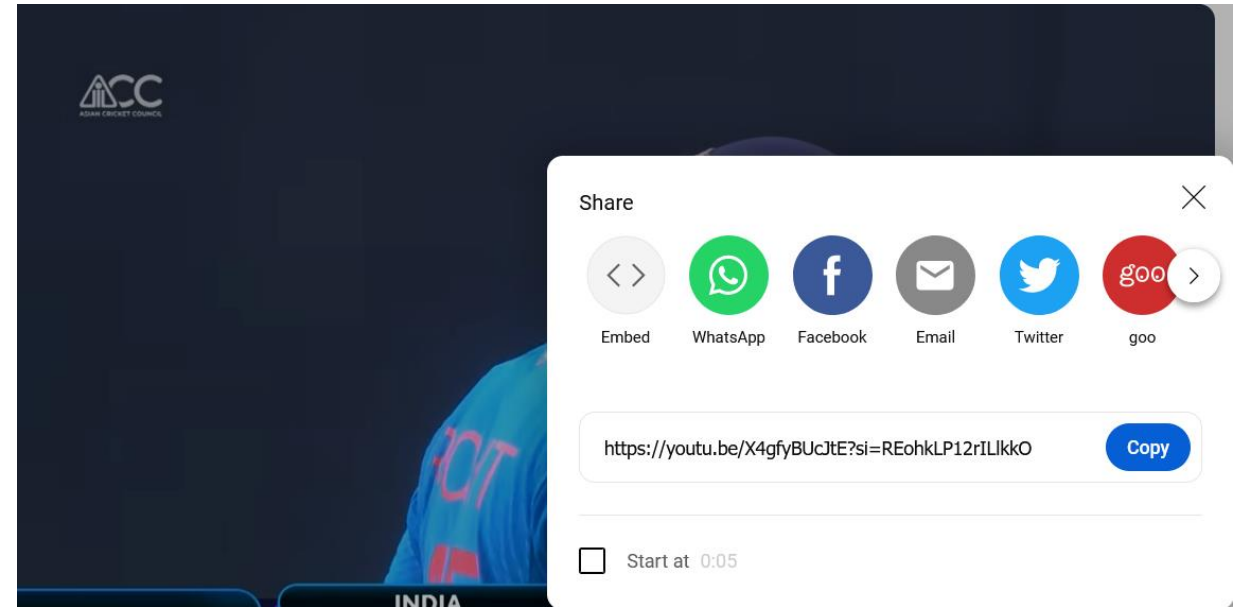 ACC
ASIAN CRICKET COUNCIL
Share
goo
Embed
WhatsApp
Facebook
Email
Twitter
goo
https://youtu.be/X4gfyBUcJtE?si=REohkLP12rILlkkO
Copy
Start at 0:05
INDIA